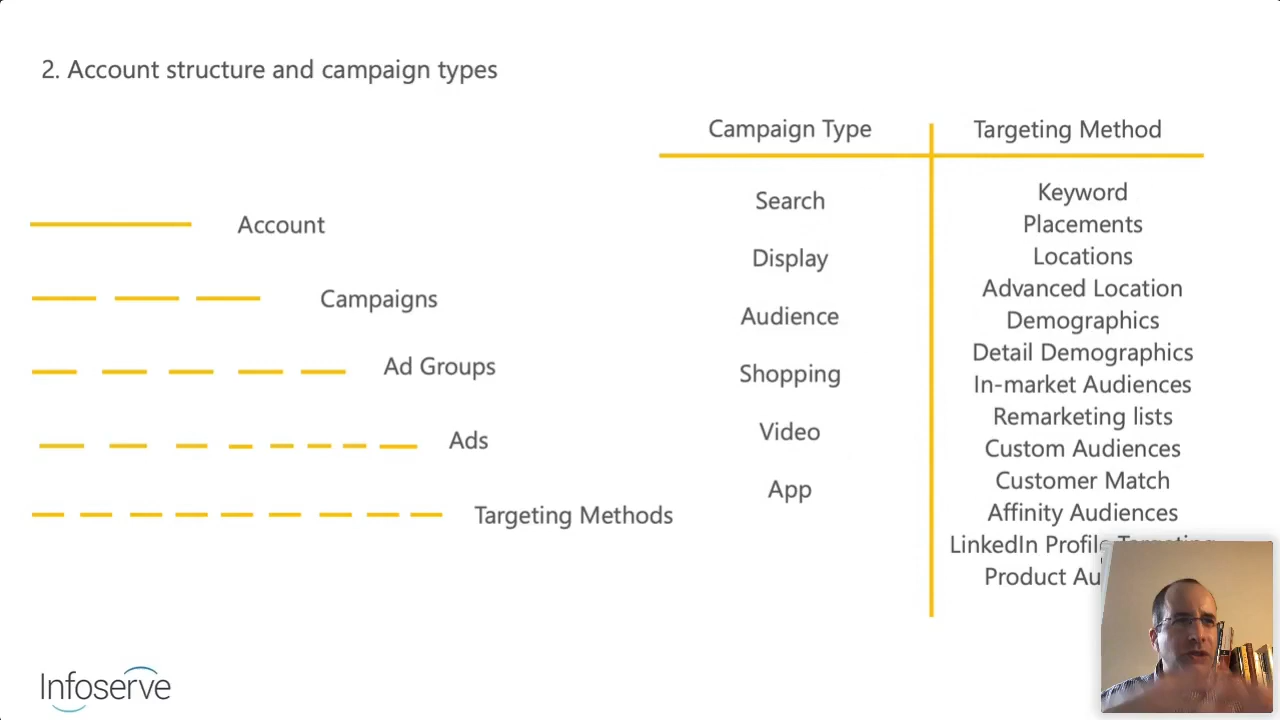 2. Account structure and campaign types
Account
Campaigns
Ad Groups
Ads
Targeting Methods
Campaign Type
Search
Display
Audience
Shopping
Video
App
Targeting Method
Keyword
Placements
Locations
Advanced Location
Demographics
Detail Demographics
In-market Audiences
Remarketing lists
Custom Audiences
Customer Match
Affinity Audiences
LinkedIn Profile Targeting
Product
Infoserve